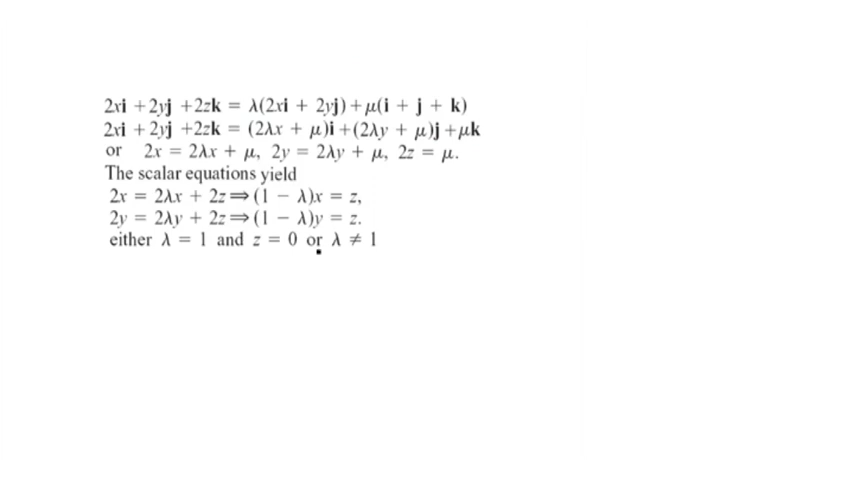 2xi + 2yj + 2zk = λ(2xi + 2yj) + μ(i + j + k)
2xi + 2yj + 2zk = (2λx + μ)i + (2λy + μ)j + μk
or 2x = 2λx + μ, 2y = 2λy + μ, 2z = μ.
The scalar equations yield
2x = 2λx + 2z ⟹ (1 − λ)x = z,
2y = 2λy + 2z ⟹ (1 − λ)y = z.
either λ = 1 and z = 0 or λ ≠ 1